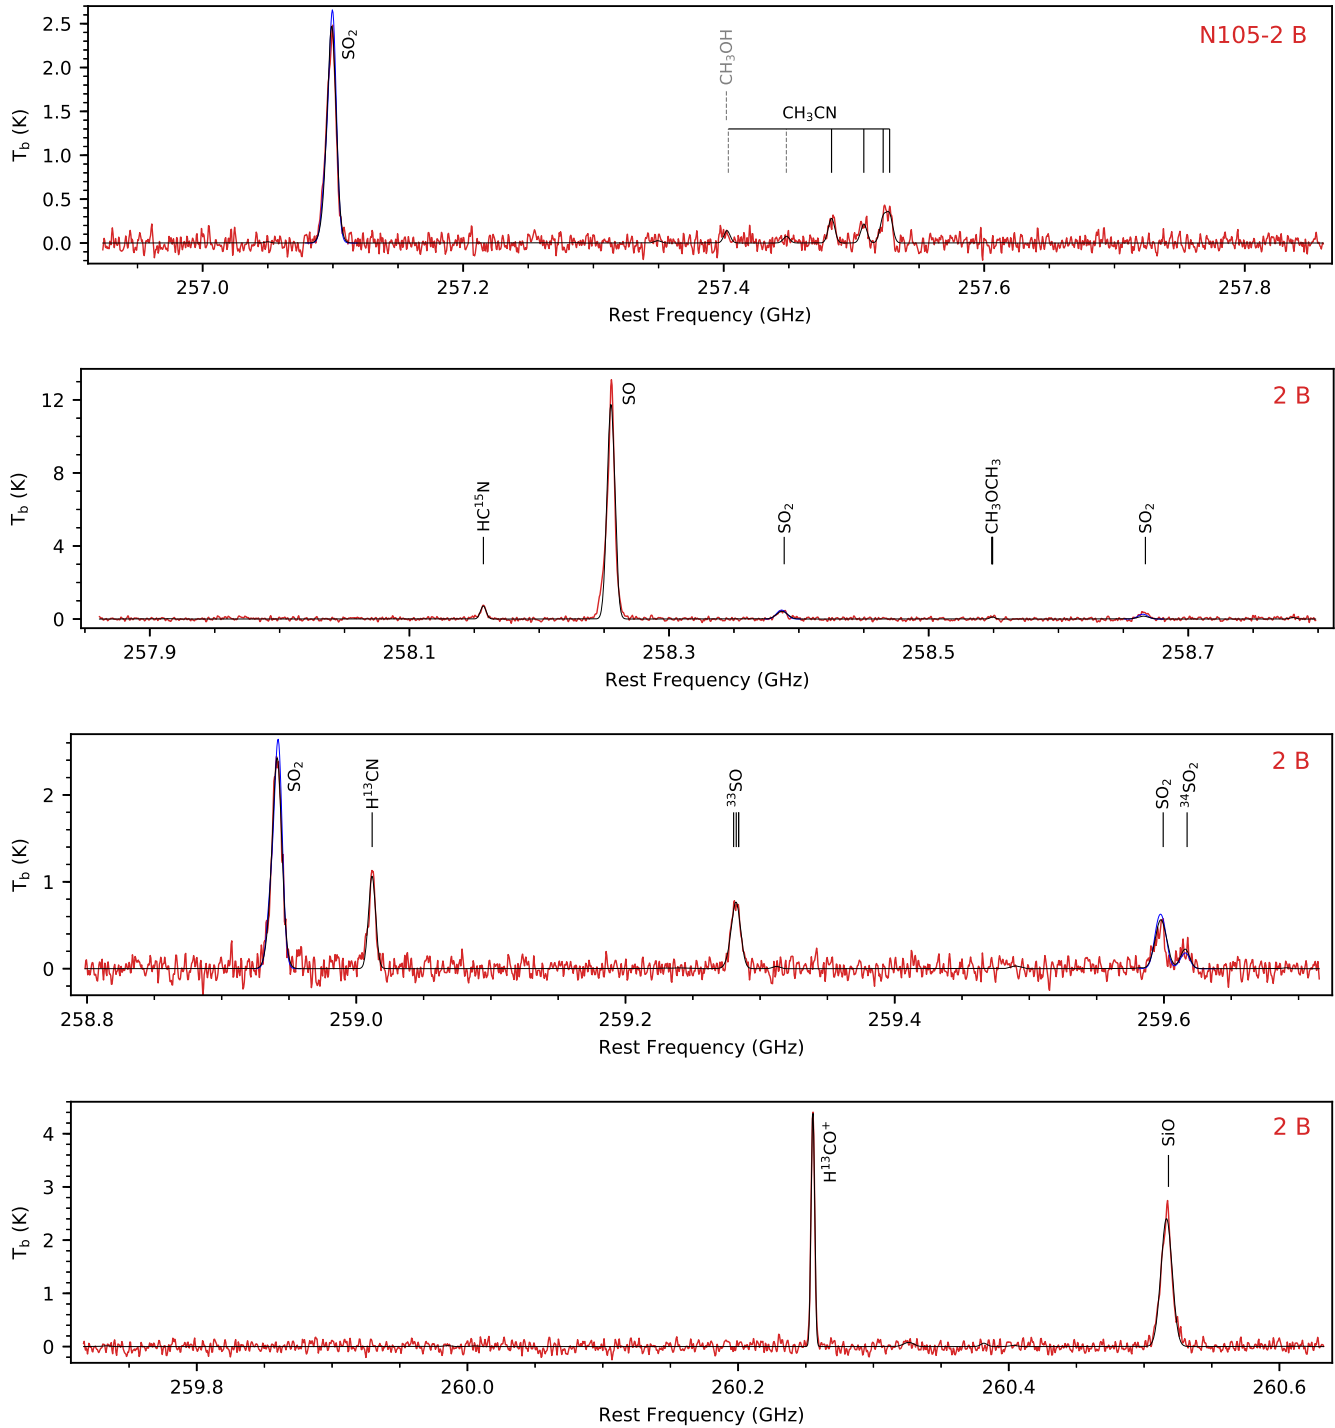 N105-2 B
SO₂
CH₃OH
CH₃CN
T_b (K)
2.5
2.0
1.5
1.0
0.5
0.0
257.0 257.2 257.4 257.6 257.8
Rest Frequency (GHz)
2 B
HC¹⁵N
SO
SO₂
CH₃OCH₃
SO₂
T_b (K)
12
8
4
0
257.9 258.1 258.3 258.5 258.7
Rest Frequency (GHz)
2 B
SO₂
H¹³CN
³³SO
SO₂
³⁴SO₂
T_b (K)
2
1
0
258.8 259.0 259.2 259.4 259.6
Rest Frequency (GHz)
2 B
H¹³CO⁺
SiO
T_b (K)
4
3
2
1
0
259.8 260.0 260.2 260.4 260.6
Rest Frequency (GHz)